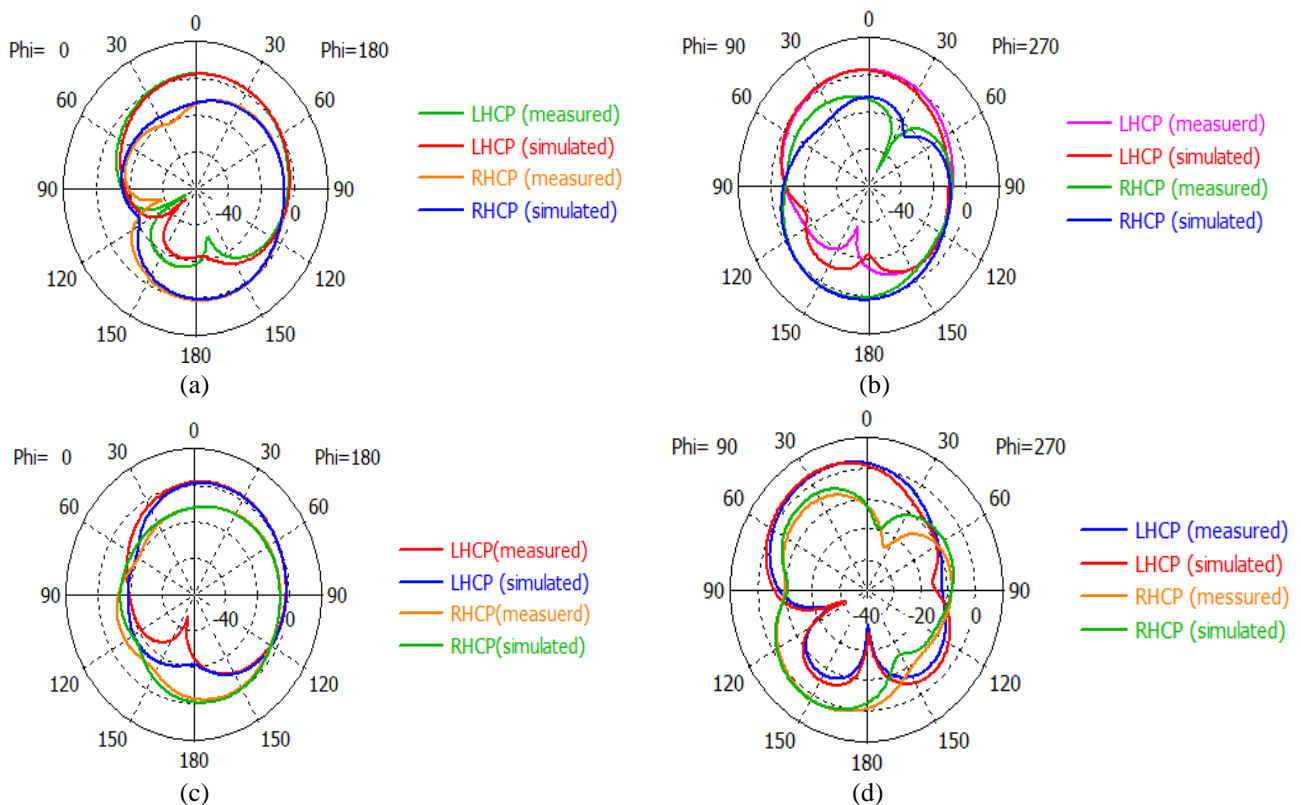 0
Phi= 0
30
30
Phi=180
60
60
90
-40
0
90
120
120
150
150
180
LHCP (measured)
LHCP (simulated)
RHCP (measured)
RHCP (simulated)
(a)
0
Phi= 90
30
30
Phi=270
60
60
90
-40
0
90
120
120
150
150
180
LHCP (measuerd)
LHCP (simulated)
RHCP (measured)
RHCP (simulated)
(b)
0
Phi= 0
30
30
Phi=180
60
60
90
-40
0
90
120
120
150
150
180
LHCP(measured)
LHCP (simulated)
RHCP(measuerd)
RHCP(simulated)
(c)
0
Phi= 90
30
30
Phi=270
60
60
90
-40
-20
0
90
120
120
150
150
180
LHCP (measured)
LHCP (simulated)
RHCP (messured)
RHCP (simulated)
(d)